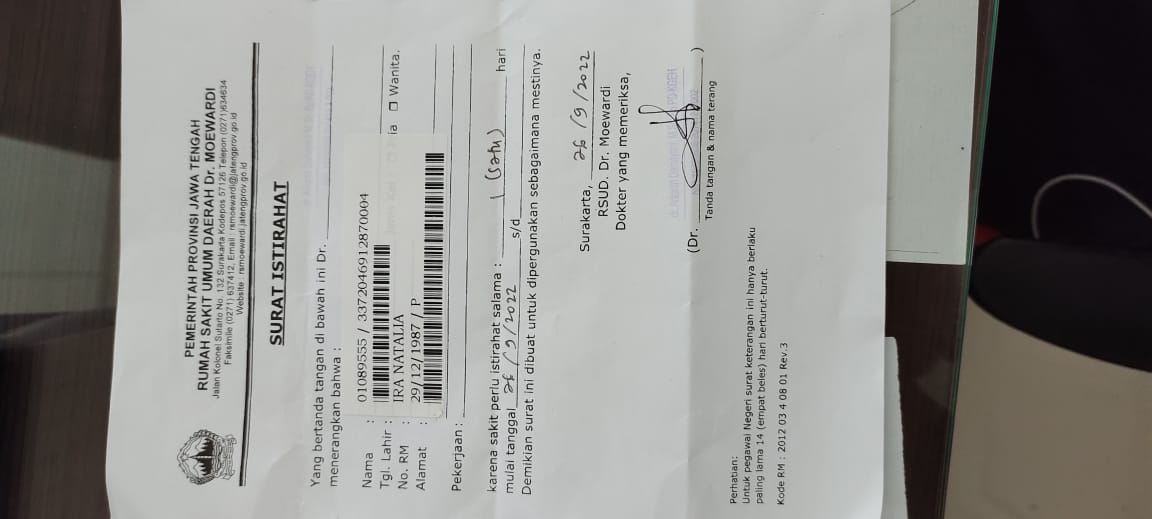 PEMERINTAH PROVINSI JAWA TENGAH
RUMAH SAKIT UMUM DAERAH Dr. MOEWARDI
Jalan Kolonel Sutarto No. 132 Surakarta Kodepos 57126 Telepon (0271)634634
Faksimile (0271) 637412, Email : rsmoewardi@jatengprov.go.id
Website : rsmoewardi.jatengprov.go.id
SURAT ISTIRAHAT
Yang bertanda tangan di bawah ini Dr.
menerangkan bahwa :
Nama : 01089555 / 3372046912870004
Tgl. Lahir : Wanita.
No. RM : IRA NATALIA
Alamat : 29/12/1987 / P
Pekerjaan :
karena sakit perlu istirahat salama : 1 (satu) hari
mulai tanggal 26/9/2022 s/d
Demikian surat ini dibuat untuk dipergunakan sebagaimana mestinya.
Surakarta, 26/9/2022
RSUD. Dr. Moewardi
Dokter yang memeriksa,
(Dr. )
Tanda tangan & nama terang
Perhatian:
Untuk pegawai Negeri surat keterangan ini hanya berlaku
paling lama 14 (empat beles) hari berturut-turut.
Kode RM : 2012 03 4 08 01 Rev.3